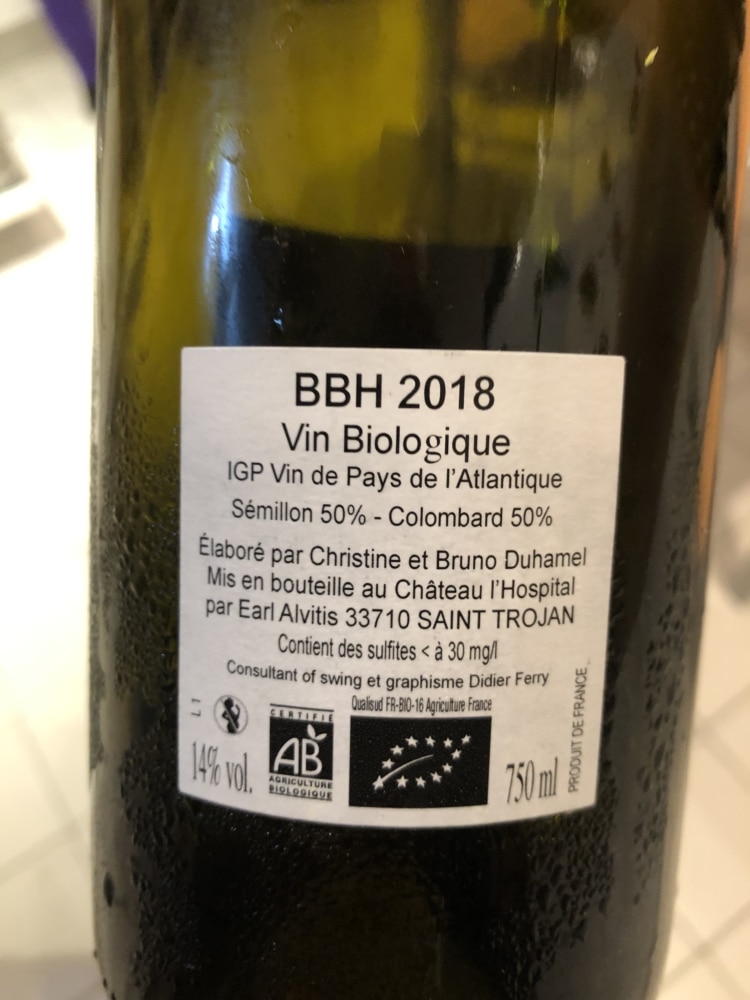 BBH 2018
Vin Biologique
IGP Vin de Pays de l'Atlantique
Sémillon 50% - Colombard 50%
Élaboré par Christine et Bruno Duhamel
Mis en bouteille au Château l'Hospital
par Earl Alvitis 33710 SAINT TROJAN
Contient des sulfites < à 30 mg/l
Consultant of swing et graphisme Didier Ferry
Qualisud FR-BIO-16 Agriculture France
L 1
14% vol.
CERTIFIÉ
AB
AGRICULTURE
BIOLOGIQUE
750 ml
PRODUIT DE FRANCE